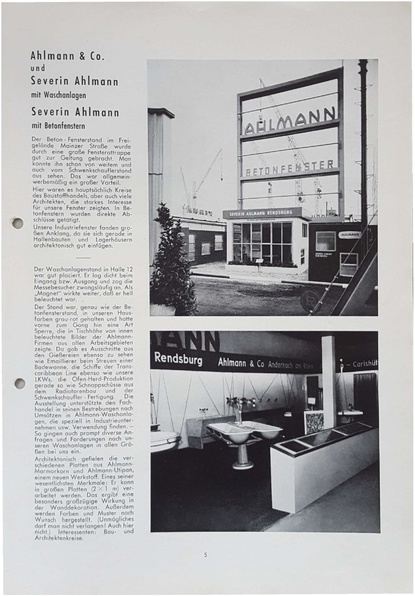 Ahlmann & Co.
und
Severin Ahlmann
mit Waschanlagen
Severin Ahlmann
mit Betonfenstern
Der Beton-Fensterstand im Frei-
gelände Mainzer Straße wurde
durch eine große Fensterattrappe
gut zur Geltung gebracht. Man
konnte ihn schon von weitem und
auch vom Schwenkschauflerstand
aus sehen. Das war allgemein
werbemäßig ein großer Vorteil.
Hier waren es hauptsächlich Kreise
des Baustoffhandels, aber auch viele
Architekten, die starkes Interesse
für unsere Fenster zeigten. In Be-
tonfenstern wurden direkte Ab-
schlüsse getätigt.
Unsere Industriefenster fanden gro-
ßen Anklang, da sie sich gerade in
Hallenbauten und Lagerhäusern
architektonisch gut einfügen.
Der Waschanlagenstand in Halle 12
war gut placiert. Er lag dicht beim
Eingang bzw. Ausgang und zog die
Messebesucher zwangsläufig an. Als
„Magnet" wirkte weiter, daß er hell
beleuchtet war.
Der Stand war, genau wie der Be-
tonfensterstand, in unseren Haus-
farben grau-rot gehalten und hatte
vorne zum Gang hin eine Art
Sperre, die in Tischhöhe von innen
beleuchtete Bilder der Ahlmann-
Firmen aus allen Arbeitsgebieten
zeigte. Da gab es Ausschnitte aus
den Gießereien ebenso zu sehen
wie Emaillierer beim Streuen einer
Badewanne, die Schiffe der Trans-
caribbean Line ebenso wie unsere
LKWs, die Ofen-Herd-Produktion
gerade so wie Schnappschüsse aus
dem Radiatorenbau und der
Schwenkschaufler-Fertigung. Die
Ausstellung unterstützte den Fach-
handel in seinen Bestrebungen nach
Umsätzen in Ahlmann-Waschanla-
gen, die speziell in Industrieunter-
nehmen usw. Verwendung finden. -
So gingen auch prompt diverse An-
fragen und Forderungen nach un-
seren Waschanlagen in allen Grö-
ßen bei uns ein.
Architektonisch gefielen die ver-
schiedenen Platten aus Ahlmann-
Marmorkorn und Ahlmann-Utipan,
einem neuen Werkstoff. Eines seiner
wesentlichsten Merkmale: Er kann
in großen Platten (2 × 1 m) ver-
arbeitet werden. Das ergibt eine
besonders großzügige Wirkung in
der Wanddekoration. Außerdem
werden Farben und Muster nach
Wunsch hergestellt. (Unmögliches
darf man nicht verlangen! Auch hier
nicht.) Interessenten: Bau- und
Architektenkreise.
AHLMANN
BETONFENSTER
SEVERIN AHLMANN RENDSBURG
MANN
Rendsburg Ahlmann & Co Andernach am Rhein Carlshütte
5